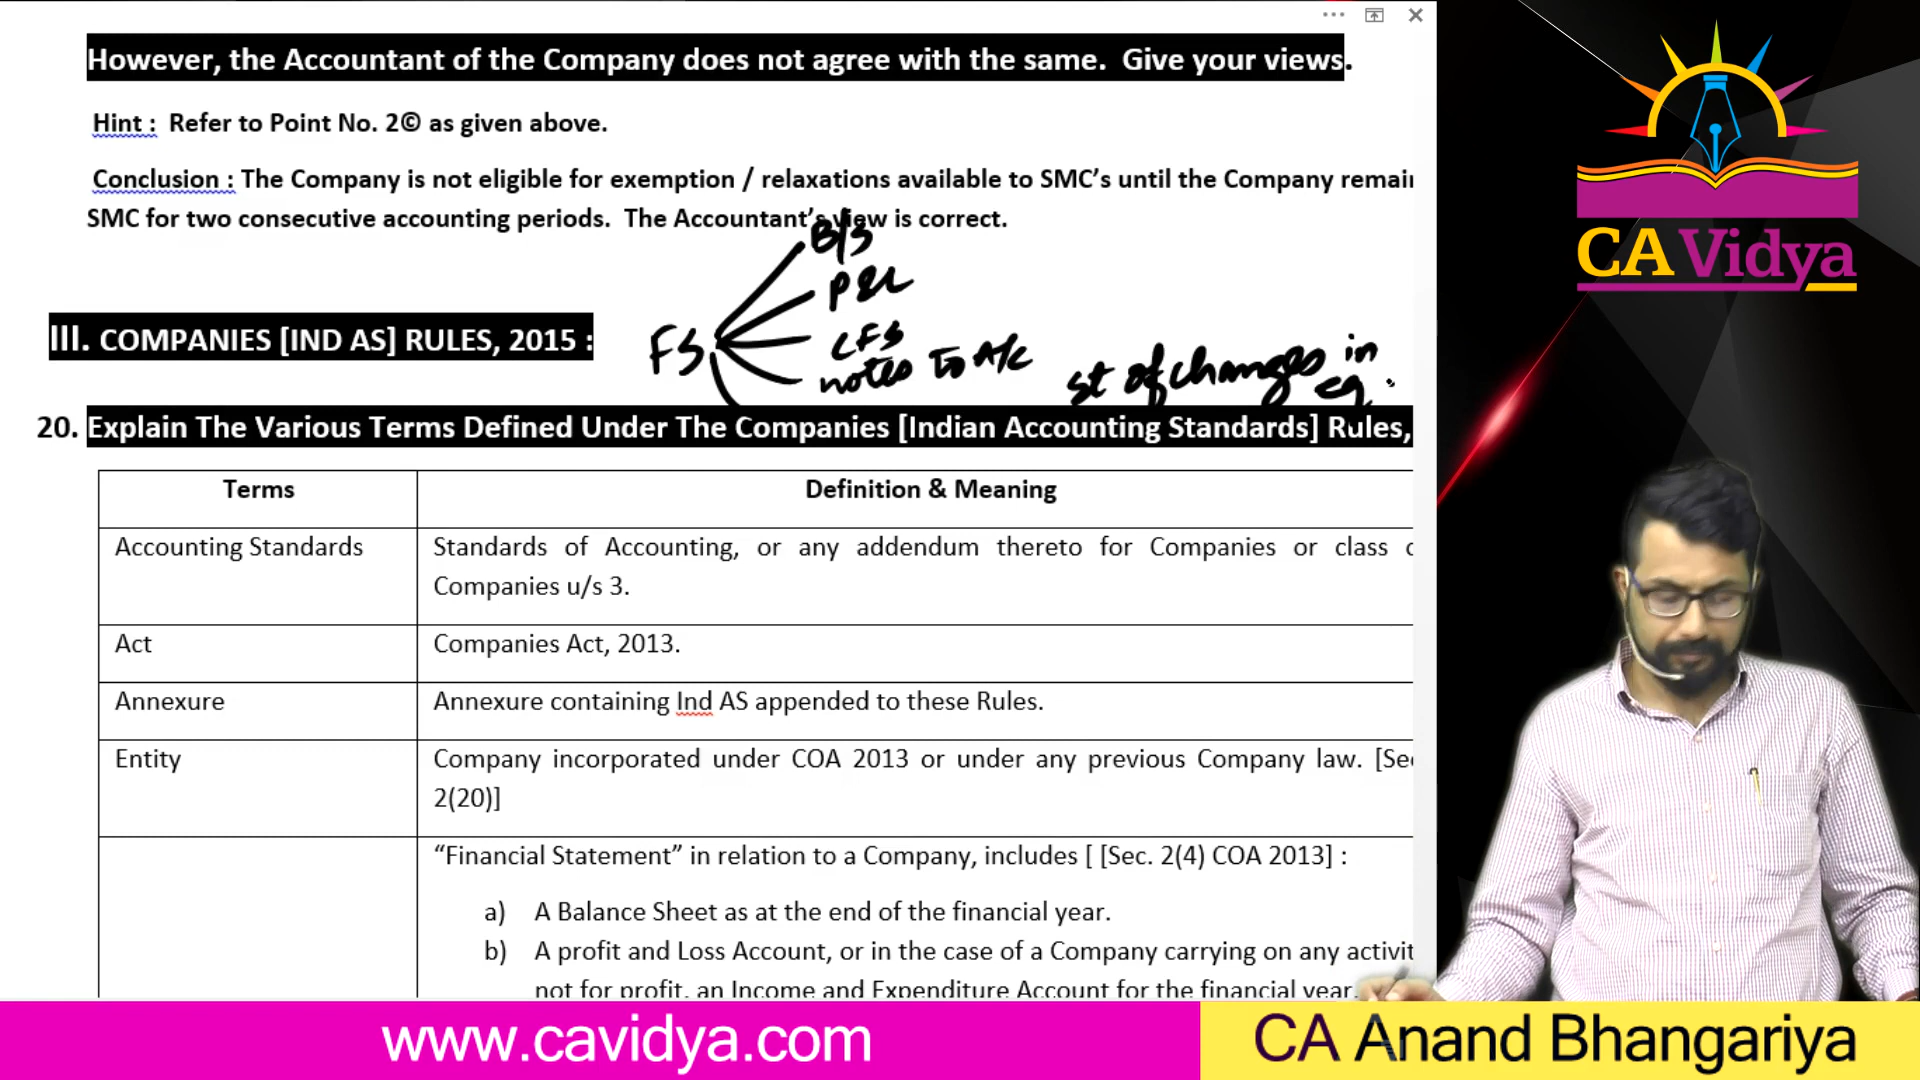 However, the Accountant of the Company does not agree with the same. Give your views.
Hint : Refer to Point No. 2© as given above.
Conclusion : The Company is not eligible for exemption / relaxations available to SMC's until the Company remain
SMC for two consecutive accounting periods. The Accountant's view is correct.
B/S
P&L
III. COMPANIES [IND AS] RULES, 2015 :
FS
CFS
notes to A/c
st of changes in
eq.
20. Explain The Various Terms Defined Under The Companies [Indian Accounting Standards] Rules,
Terms
Definition & Meaning
Accounting Standards
Standards of Accounting, or any addendum thereto for Companies or class
Companies u/s 3.
Act
Companies Act, 2013.
Annexure
Annexure containing Ind AS appended to these Rules.
Entity
Company incorporated under COA 2013 or under any previous Company law. [Sec
2(20)]
“Financial Statement” in relation to a Company, includes [ [Sec. 2(4) COA 2013] :
a) A Balance Sheet as at the end of the financial year.
b) A profit and Loss Account, or in the case of a Company carrying on any activit
not for profit, an Income and Expenditure Account for the financial year.
CA Vidya
www.cavidya.com
CA Anand Bhangariya